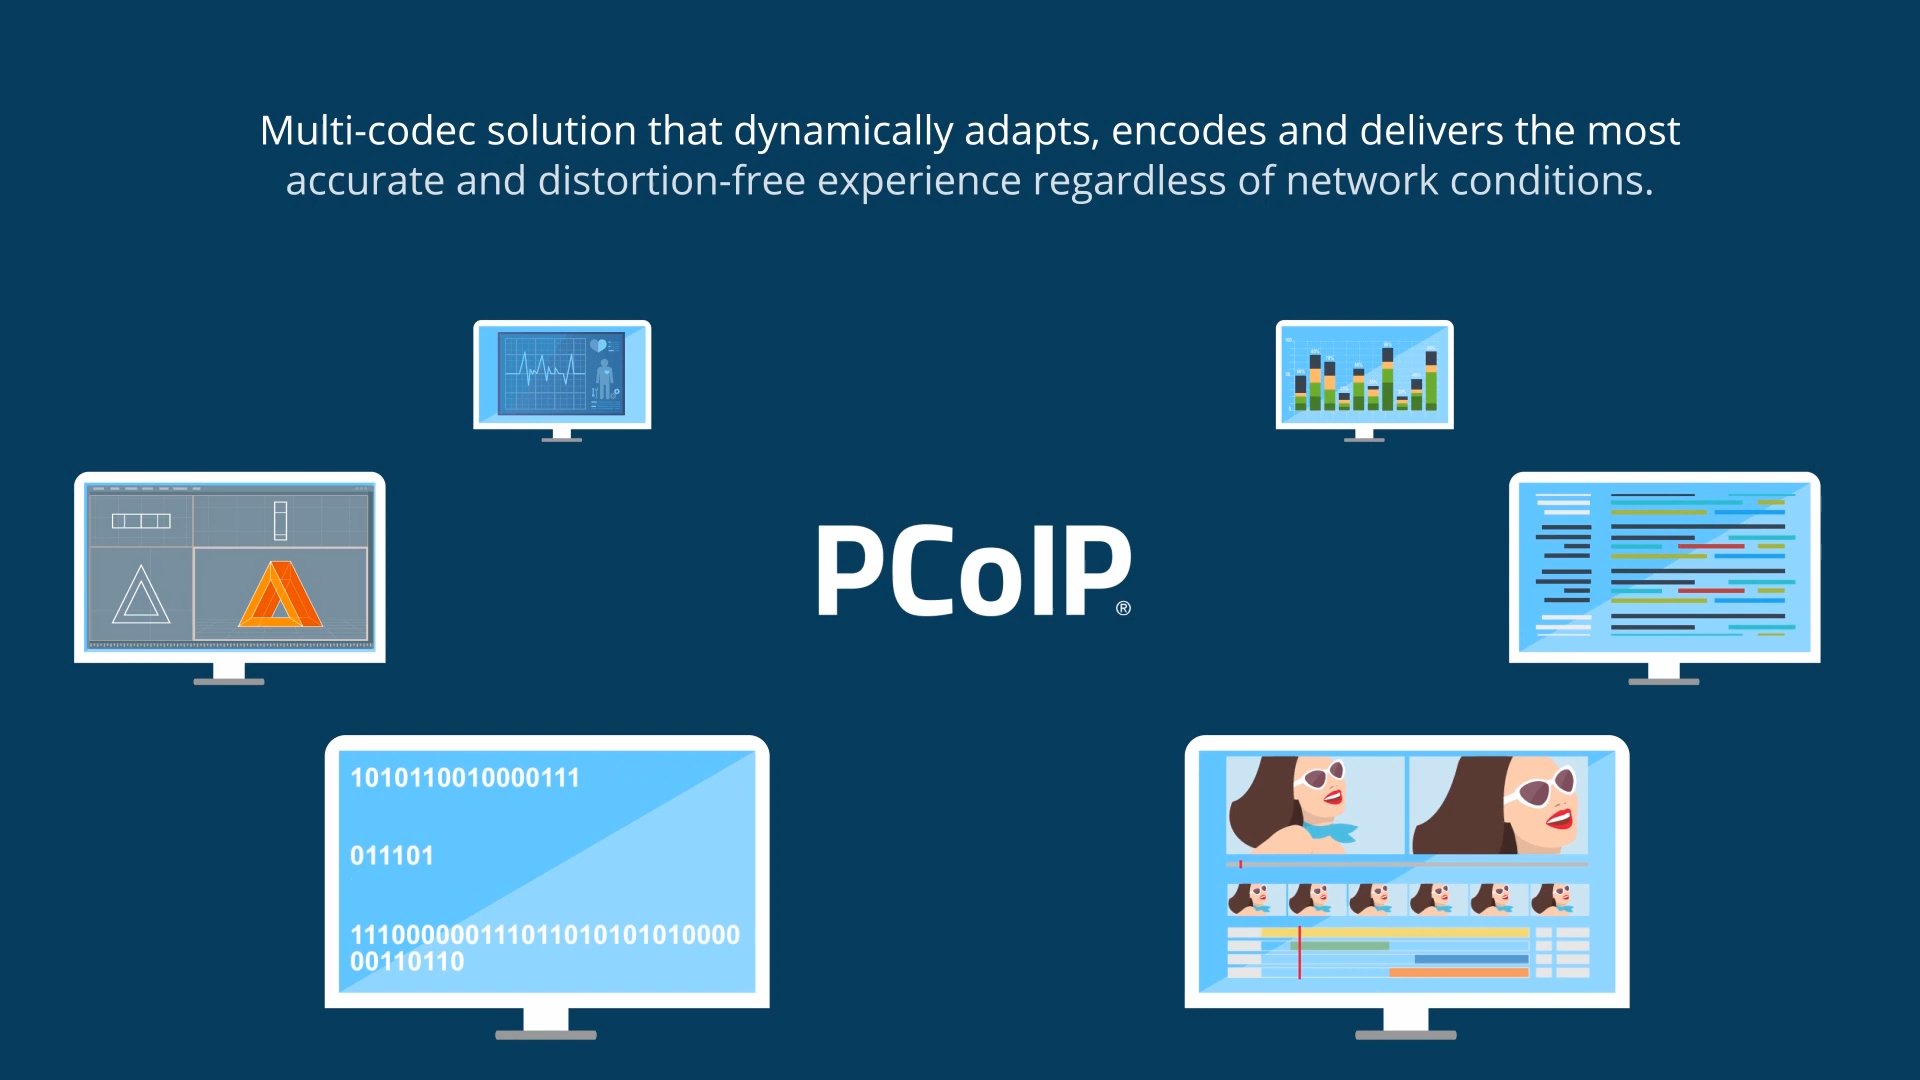 Multi-codec solution that dynamically adapts, encodes and delivers the most
accurate and distortion-free experience regardless of network conditions.
PCoIP®
1010110010000111
011101
111000000111011010101010000
00110110